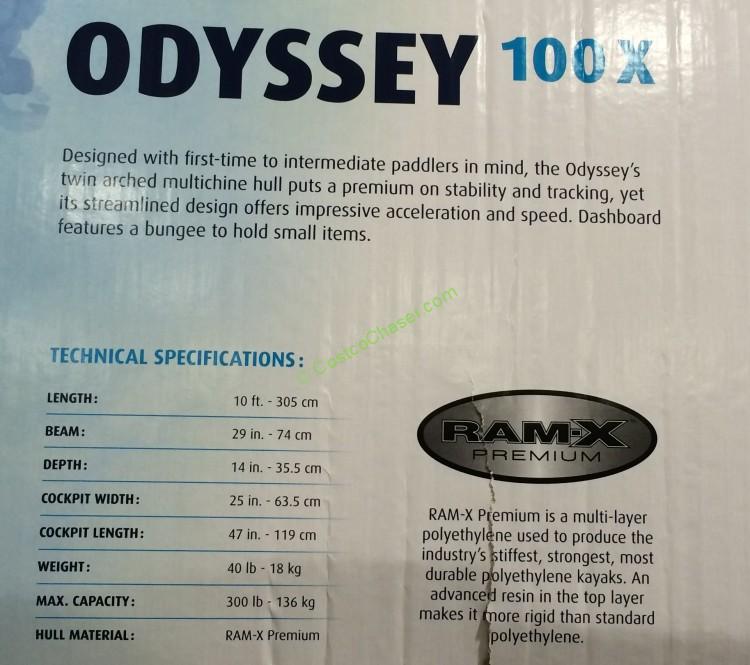 ODYSSEY 100 X
Designed with first-time to intermediate paddlers in mind, the Odyssey's
twin arched multichine hull puts a premium on stability and tracking, yet
its streamlined design offers impressive acceleration and speed. Dashboard
features a bungee to hold small items.
© CostcoChaser.com
TECHNICAL SPECIFICATIONS:
LENGTH: 10 ft. - 305 cm
BEAM: 29 in. - 74 cm
DEPTH: 14 in. - 35.5 cm
COCKPIT WIDTH: 25 in. - 63.5 cm
COCKPIT LENGTH: 47 in. - 119 cm
WEIGHT: 40 lb - 18 kg
MAX. CAPACITY: 300 lb - 136 kg
HULL MATERIAL: RAM-X Premium
RAM-X™
PREMIUM
RAM-X Premium is a multi-layer
polyethylene used to produce the
industry's stiffest, strongest, most
durable polyethylene kayaks. An
advanced resin in the top layer
makes it more rigid than standard
polyethylene.